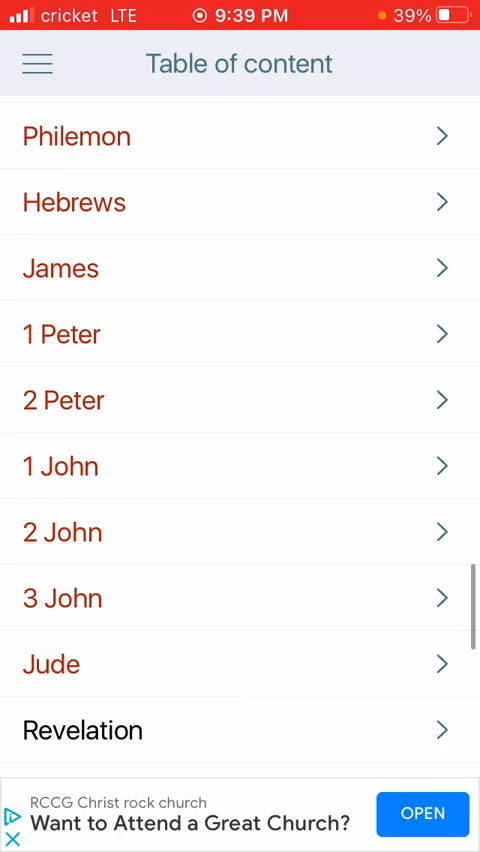 cricket LTE 9:39 PM 39%
Table of content
Philemon
Hebrews
James
1 Peter
2 Peter
1 John
2 John
3 John
Jude
Revelation
RCCG Christ rock church
Want to Attend a Great Church?
OPEN